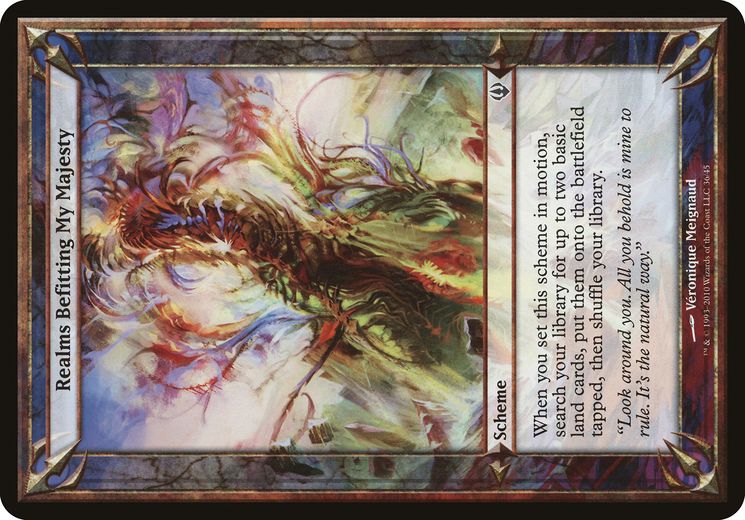 Realms Befitting My Majesty
Scheme
When you set this scheme in motion,
search your library for up to two basic
land cards, put them onto the battlefield
tapped, then shuffle your library.
“Look around you. All you behold is mine to
rule. It’s the natural way.”
Véronique Meignaud
™ & © 1993–2010 Wizards of the Coast LLC 36/45